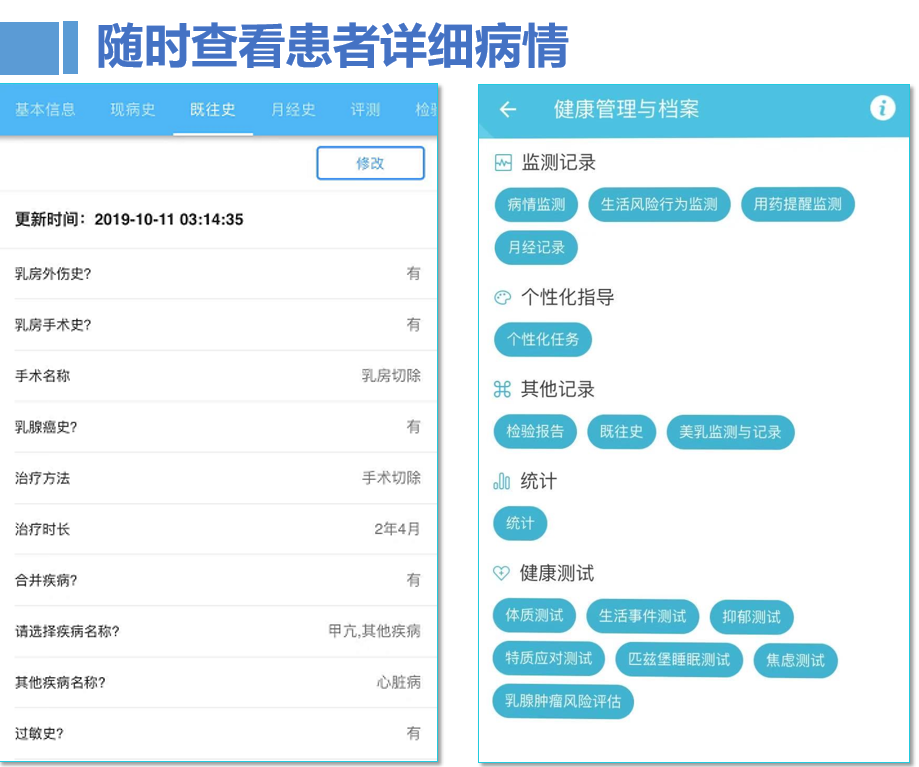 随时查看患者详细病情
基本信息 现病史 既往史 月经史 评测 检
修改
更新时间：2019-10-11 03:14:35
乳房外伤史? 有
乳房手术史? 有
手术名称 乳房切除
乳腺癌史? 有
治疗方法 手术切除
治疗时长 2年4月
合并疾病? 有
请选择疾病名称? 甲亢,其他疾病
其他疾病名称? 心脏病
过敏史? 有
健康管理与档案
监测记录
病情监测 生活风险行为监测 用药提醒监测
月经记录
个性化指导
个性化任务
其他记录
检验报告 既往史 美乳监测与记录
统计
统计
健康测试
体质测试 生活事件测试 抑郁测试
特质应对测试 匹兹堡睡眠测试 焦虑测试
乳腺肿瘤风险评估